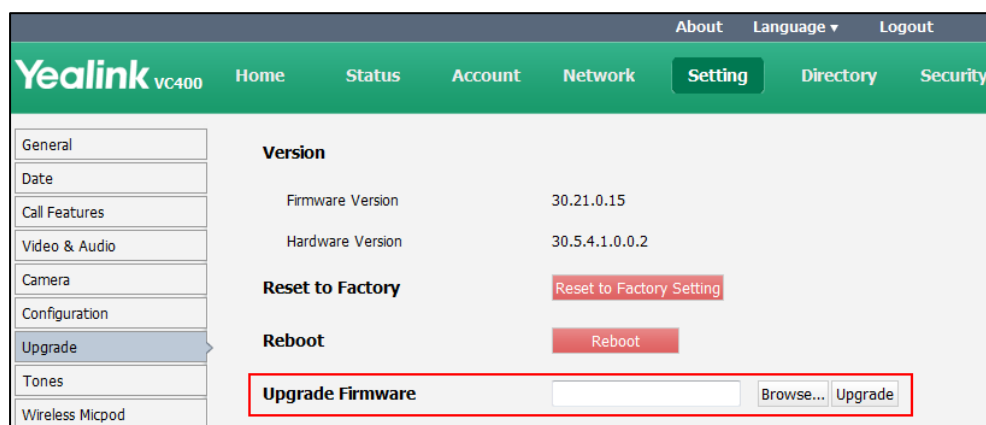 About Language ▾ Logout
Yealink VC400 Home Status Account Network Setting Directory Security
General
Date
Call Features
Video & Audio
Camera
Configuration
Upgrade
Tones
Wireless Micpod
Version
Firmware Version 30.21.0.15
Hardware Version 30.5.4.1.0.0.2
Reset to Factory Reset to Factory Setting
Reboot Reboot
Upgrade Firmware Browse... Upgrade